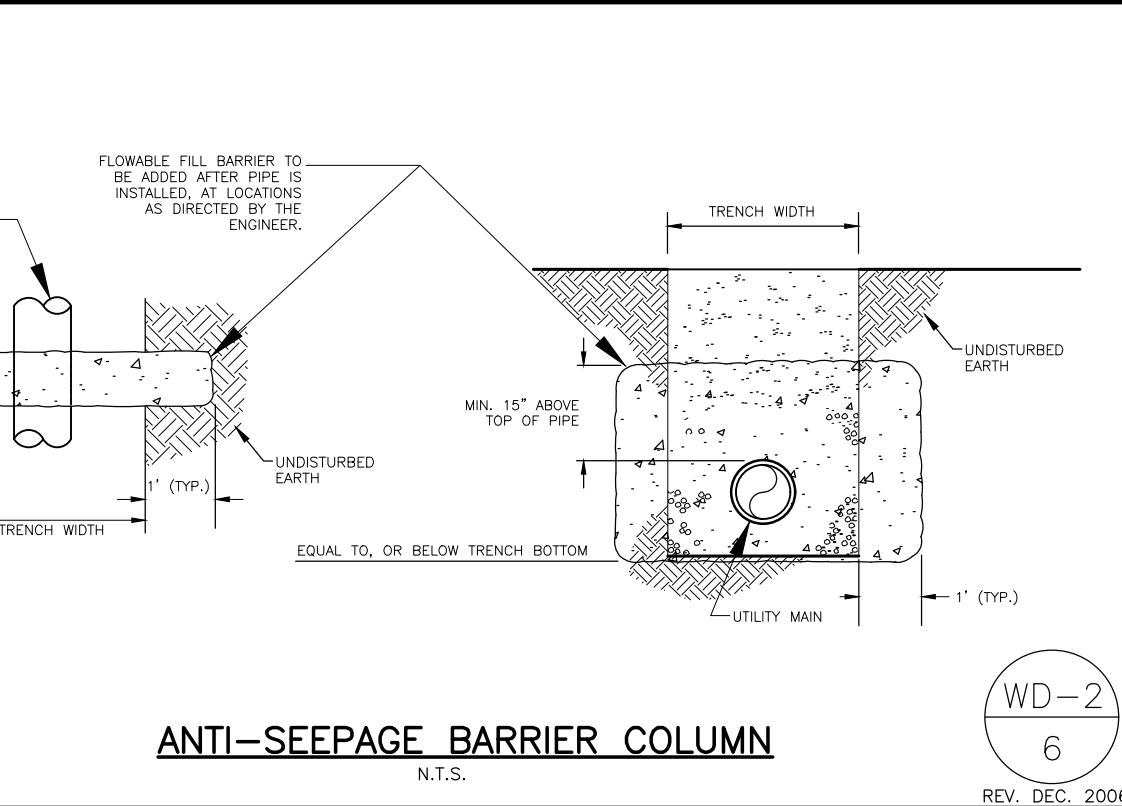 FLOWABLE FILL BARRIER TO
BE ADDED AFTER PIPE IS
INSTALLED, AT LOCATIONS
AS DIRECTED BY THE
ENGINEER.
TRENCH WIDTH
UNDISTURBED
EARTH
MIN. 15" ABOVE
TOP OF PIPE
UNDISTURBED
EARTH
1' (TYP.)
TRENCH WIDTH
EQUAL TO, OR BELOW TRENCH BOTTOM
1' (TYP.)
UTILITY MAIN
ANTI-SEEPAGE BARRIER COLUMN
N.T.S.
WD-2
6
REV. DEC. 2006